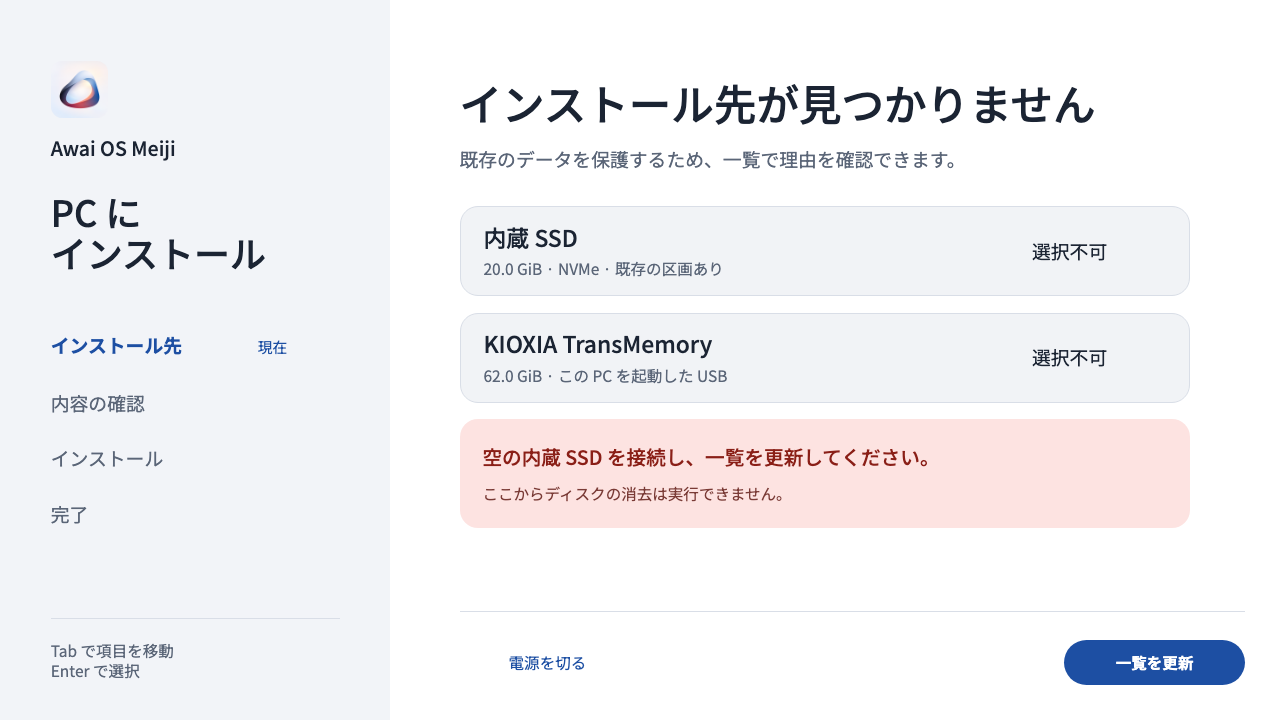 Awai OS Meiji
PC に
インストール
インストール先 現在
内容の確認
インストール
完了
Tab で項目を移動
Enter で選択
インストール先が見つかりません
既存のデータを保護するため、一覧で理由を確認できます。
内蔵 SSD
20.0 GiB · NVMe · 既存の区画あり
選択不可
KIOXIA TransMemory
62.0 GiB · この PC を起動した USB
選択不可
空の内蔵 SSD を接続し、一覧を更新してください。
ここからディスクの消去は実行できません。
電源を切る
一覧を更新